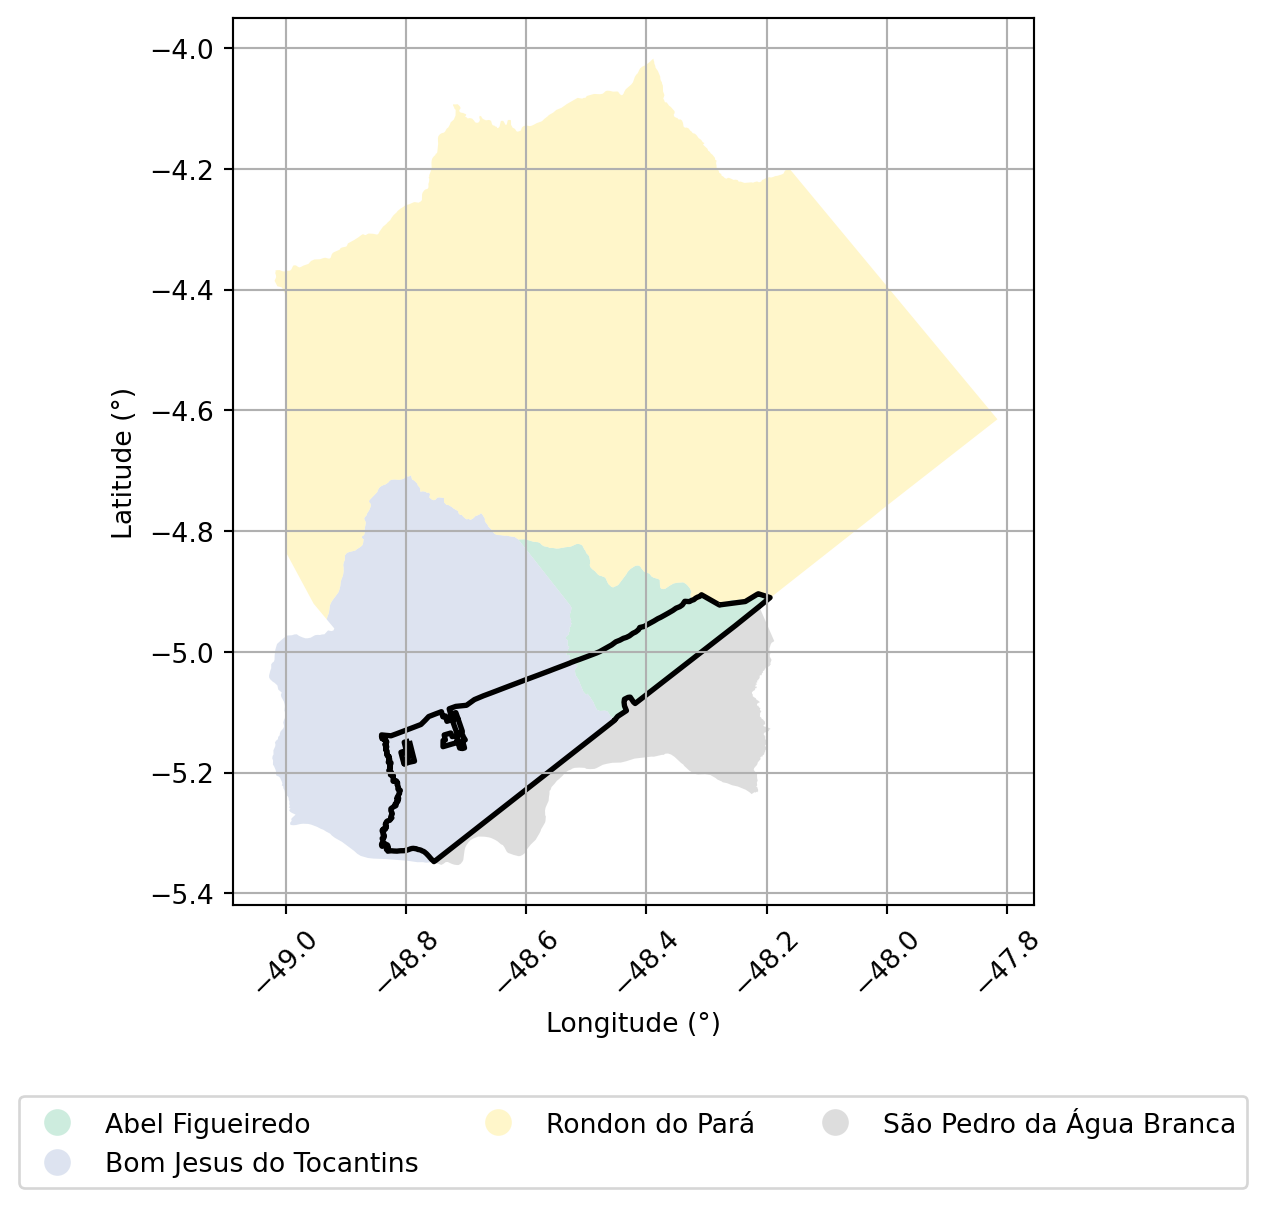 −4.0
−4.2
−4.4
−4.6
−4.8
−5.0
−5.2
−5.4
Latitude (°)
−49.0 −48.8 −48.6 −48.4 −48.2 −48.0 −47.8
Longitude (°)
Abel Figueiredo Rondon do Pará São Pedro da Água Branca
Bom Jesus do Tocantins